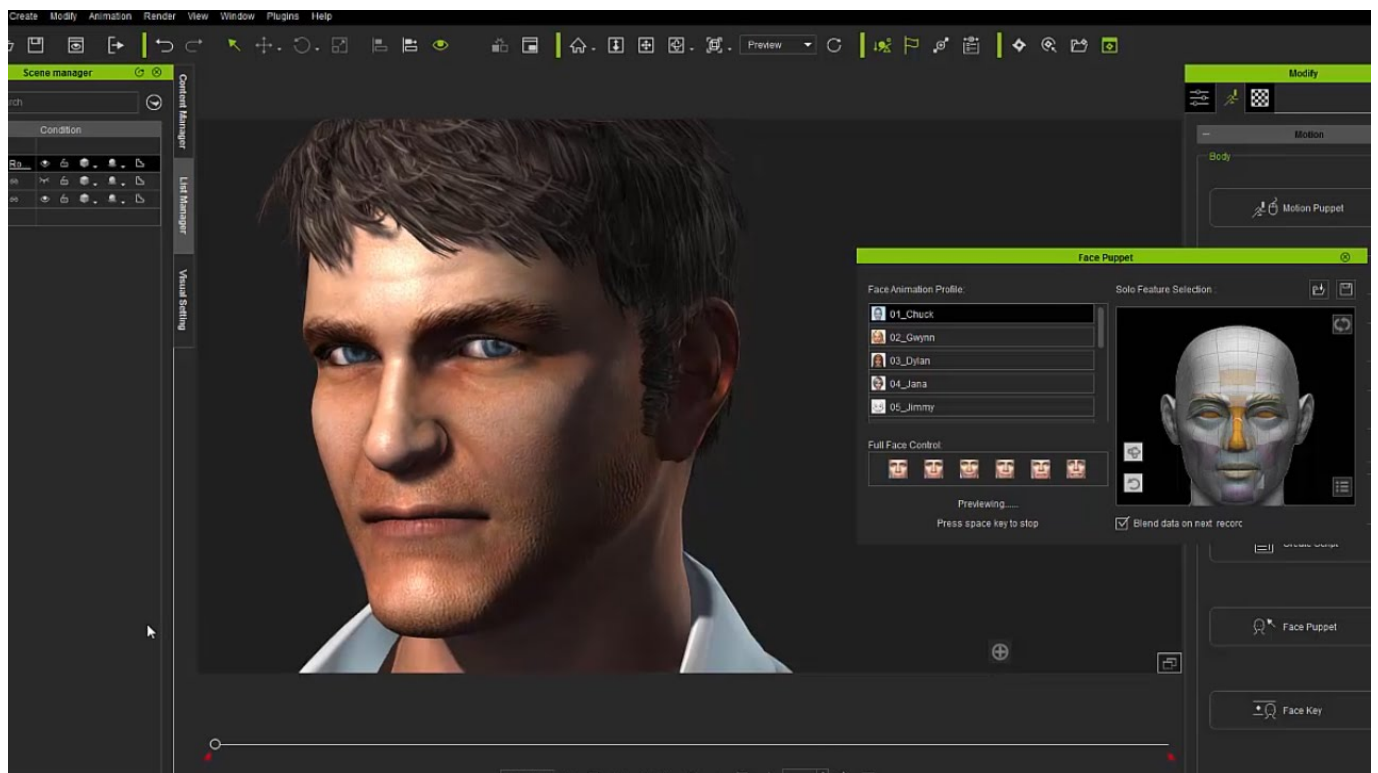 Create Modify Animation Render View Window Plugins Help
Preview
Scene manager
Condition
Content Manager
List Manager
Visual Setting
Modify
Motion
Body
Motion Puppet
Face Puppet
Face Animation Profile:
Solo Feature Selection :
01_Chuck
02_Gwynn
03_Dylan
04_Jana
05_Jimmy
Full Face Control:
Previewing......
Press space key to stop
Blend data on next record
Create Script
Face Puppet
Face Key